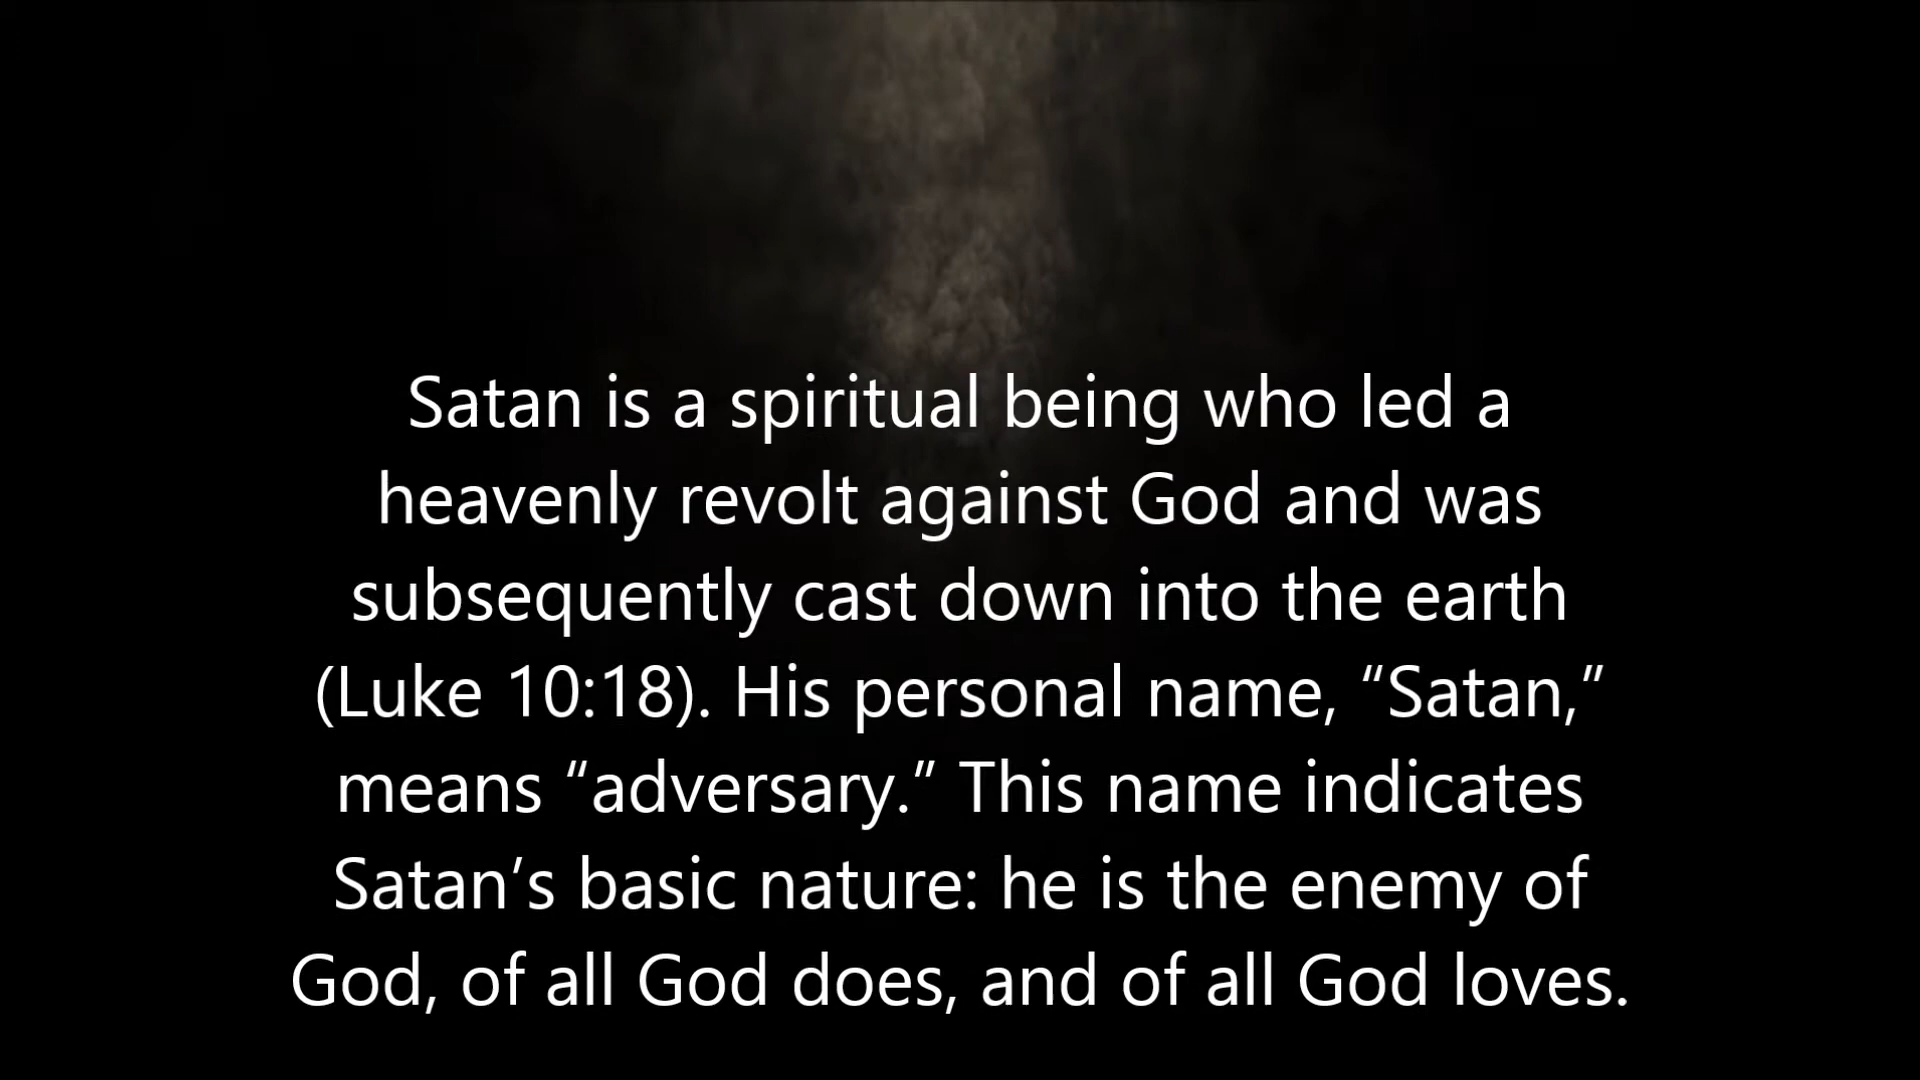 Satan is a spiritual being who led a
heavenly revolt against God and was
subsequently cast down into the earth
(Luke 10:18). His personal name, “Satan,”
means “adversary.” This name indicates
Satan’s basic nature: he is the enemy of
God, of all God does, and of all God loves.